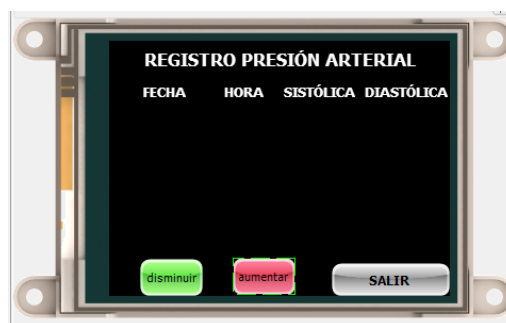 REGISTRO PRESIÓN ARTERIAL
FECHA HORA SISTÓLICA DIASTÓLICA
disminuir aumentar SALIR